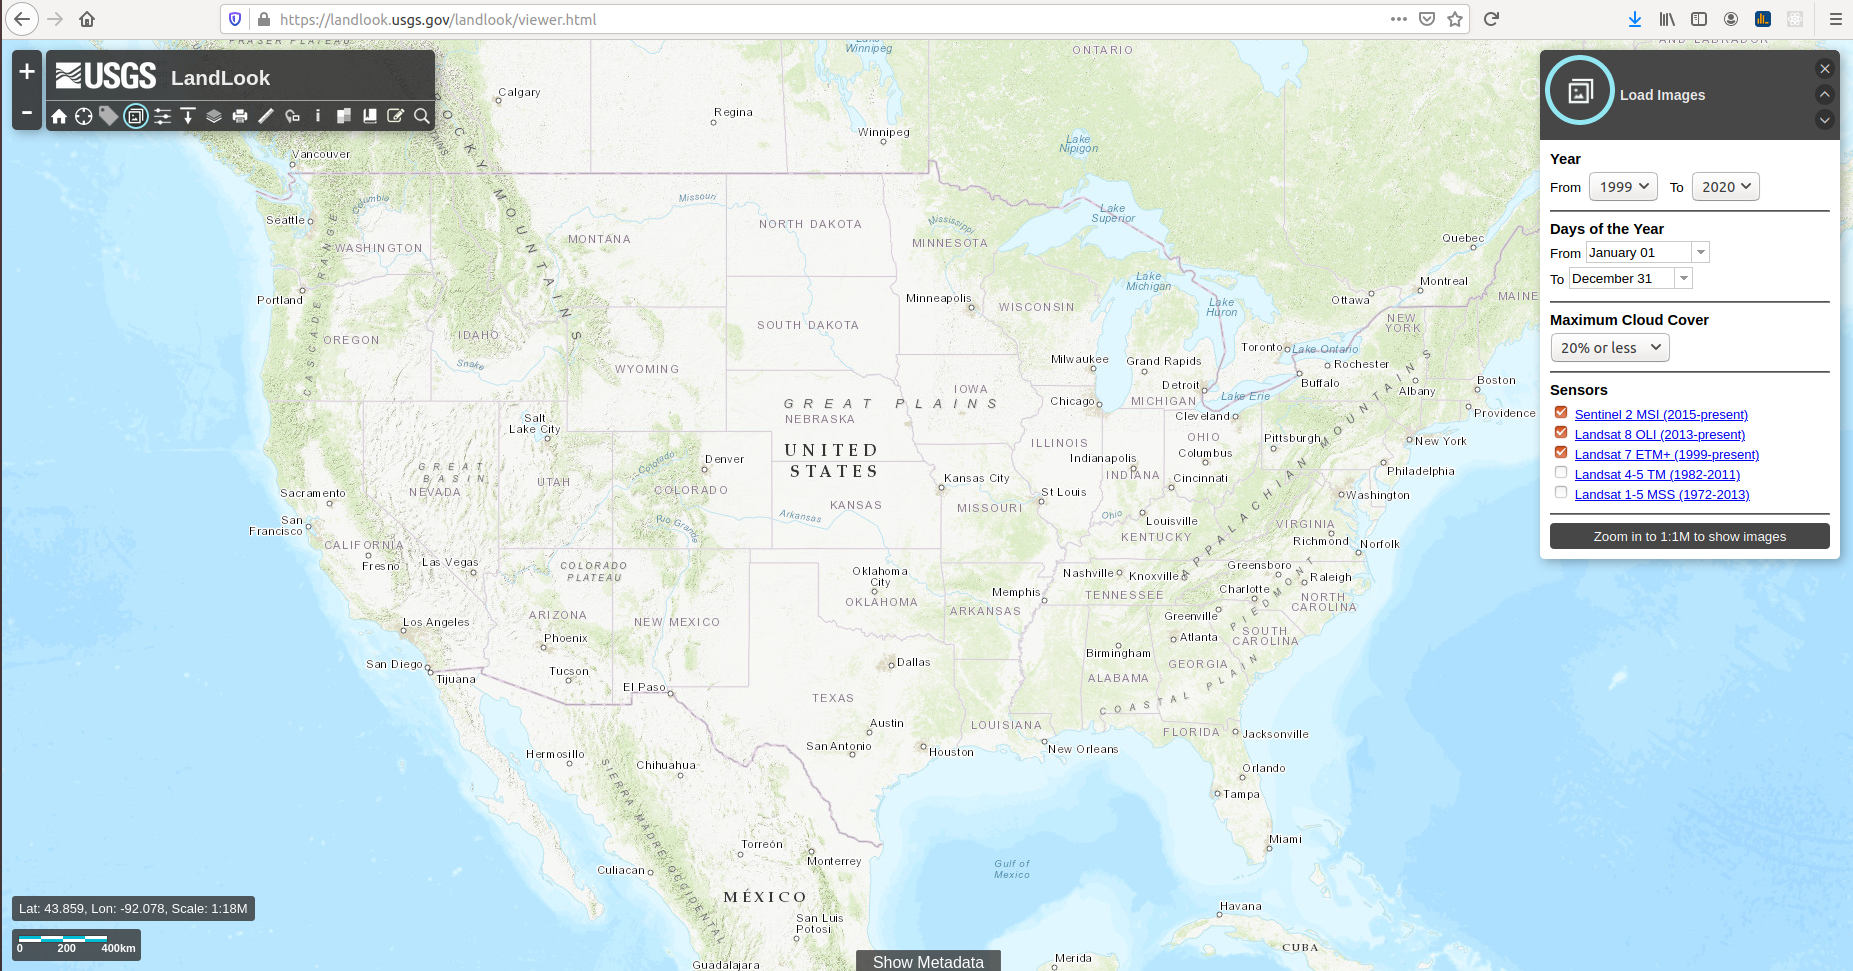 https://landlook.usgs.gov/landlook/viewer.html
USGS LandLook
Load Images
Year
From 1999 To 2020
Days of the Year
From January 01
To December 31
Maximum Cloud Cover
20% or less
Sensors
Sentinel 2 MSI (2015-present)
Landsat 8 OLI (2013-present)
Landsat 7 ETM+ (1999-present)
Landsat 4-5 TM (1982-2011)
Landsat 1-5 MSS (1972-2013)
Zoom in to 1:1M to show images
FRASER PLATEAU
Lake
Winnipeg
ONTARIO
AND LABRADOR
Calgary
Regina
Winnipeg
Lake
Nipigon
Vancouver
ROCKY MOUNTAINS
Columbia
Missouri
Mississippi
Lake
Superior
Seattle
WASHINGTON
MONTANA
NORTH DAKOTA
MINNESOTA
Quebec
CASCADE RANGE
Portland
Minneapolis
WISCONSIN
Lake
Michigan
Lake
Huron
Ottawa
Montreal
MAINE
OREGON
IDAHO
SOUTH DAKOTA
NEW
YORK
Snake
WYOMING
Milwaukee
Grand Rapids
Toronto
Lake Ontario
Rochester
Detroit
Buffalo
Albany
Boston
IOWA
Chicago
MICHIGAN
Lake Erie
GREAT PLAINS
NEBRASKA
Cleveland
Providence
Salt
Lake City
UNITED
STATES
ILLINOIS
OHIO
Pittsburgh
New York
Columbus
Indianapolis
Denver
Colorado
GREAT
BASIN
NEVADA
UTAH
COLORADO
Kansas City
INDIANA
Cincinnati
Philadelphia
Sacramento
St Louis
Washington
KANSAS
MISSOURI
San
Francisco
Rio Grande
Arkansas
Ohio
Louisville
KENTUCKY
VIRGINIA
Richmond
Norfolk
APPALACHIAN MOUNTAINS
CALIFORNIA
Fresno
Las Vegas
COLORADO
PLATEAU
Oklahoma
City
OKLAHOMA
Nashville
Knoxville
Greensboro
Raleigh
Memphis
TENNESSEE
Charlotte
NORTH
CAROLINA
ARKANSAS
Greenville
PIEDMONT
Los Angeles
ARIZONA
NEW MEXICO
Phoenix
Atlanta
SOUTH
CAROLINA
Birmingham
San Diego
Tijuana
Tucson
El Paso
Dallas
GEORGIA
ALABAMA
TEXAS
COASTAL PLAIN
Austin
LOUISIANA
FLORIDA
Jacksonville
San Antonio
Houston
New Orleans
Hermosillo
Chihuahua
Orlando
Tampa
SIERRA MADRE OCCIDENTAL
Torreón
Monterrey
Miami
Culiacan
Gulf of
Mexico
MÉXICO
San Luis
Potosi
Havana
CUBA
Merida
Guadalajara
Lat: 43.859, Lon: -92.078, Scale: 1:18M
0 200 400km
Show Metadata